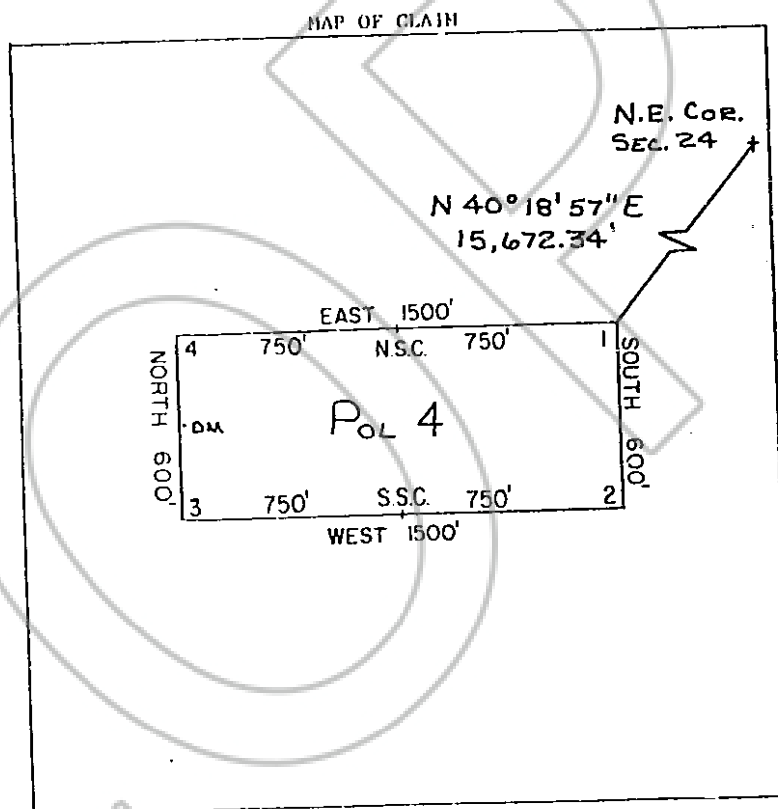 MAP OF CLAIM
N.E. COR.
SEC. 24
N 40° 18' 57" E
15,672.34'
EAST 1500'
4 750' N.S.C. 750' 1
NORTH 600'
SOUTH 600'
DM
POL 4
3 750' S.S.C. 750' 2
WEST 1500'